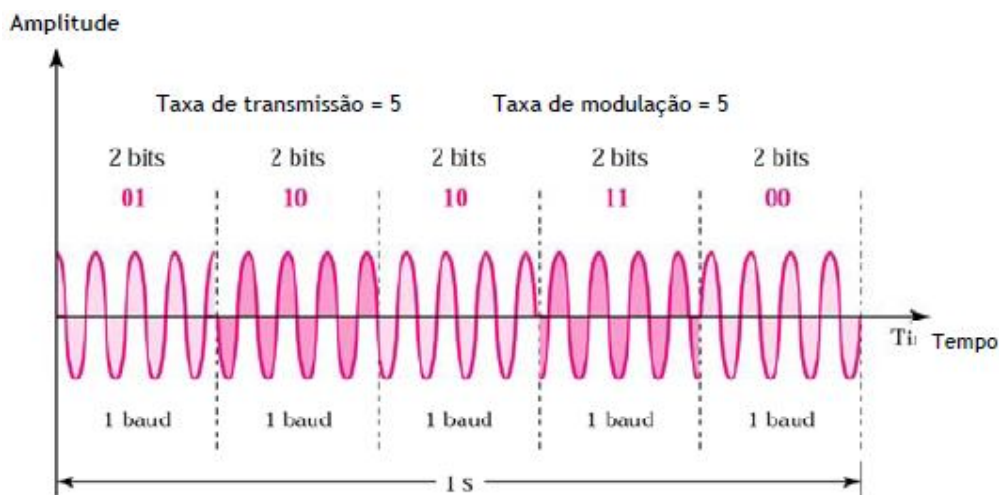 Amplitude
Taxa de transmissão = 5 Taxa de modulação = 5
2 bits 2 bits 2 bits 2 bits 2 bits
01 10 10 11 00
Ti Tempo
1 baud 1 baud 1 baud 1 baud 1 baud
1 s